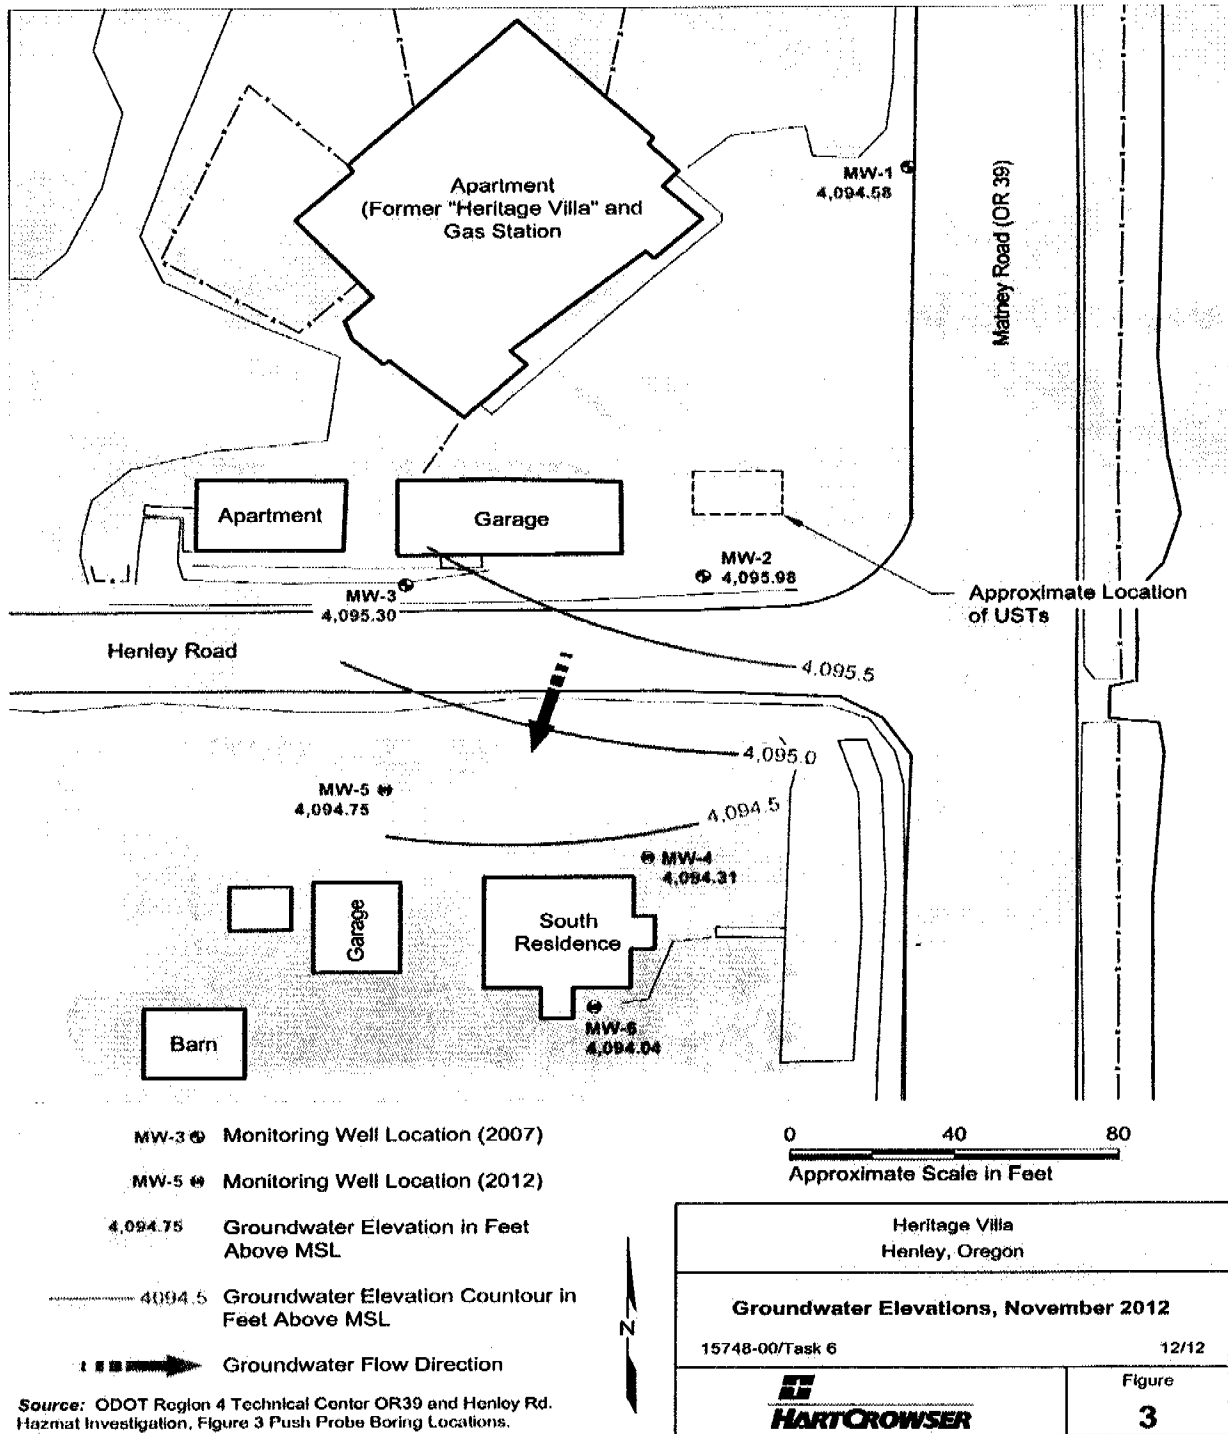 Apartment
(Former "Heritage Villa" and
Gas Station
MW-1
4,094.58
Matney Road (OR 39)
Apartment
Garage
MW-2
4,095.98
MW-3
4,095.30
Approximate Location
of USTs
Henley Road
4,095.5
4,095.0
MW-5
4,094.75
4,094.5
MW-4
4,094.31
Garage
South
Residence
MW-6
4,094.04
Barn
MW-3 Monitoring Well Location (2007)
MW-5 Monitoring Well Location (2012)
4,094.75 Groundwater Elevation in Feet
Above MSL
4094.5 Groundwater Elevation Countour in
Feet Above MSL
Groundwater Flow Direction
Source: ODOT Region 4 Technical Center OR39 and Henley Rd.
Hazmat Investigation, Figure 3 Push Probe Boring Locations.
N
0 40 80
Approximate Scale in Feet
Heritage Villa
Henley, Oregon
Groundwater Elevations, November 2012
15748-00/Task 6 12/12
HARTCROWSER
Figure
3